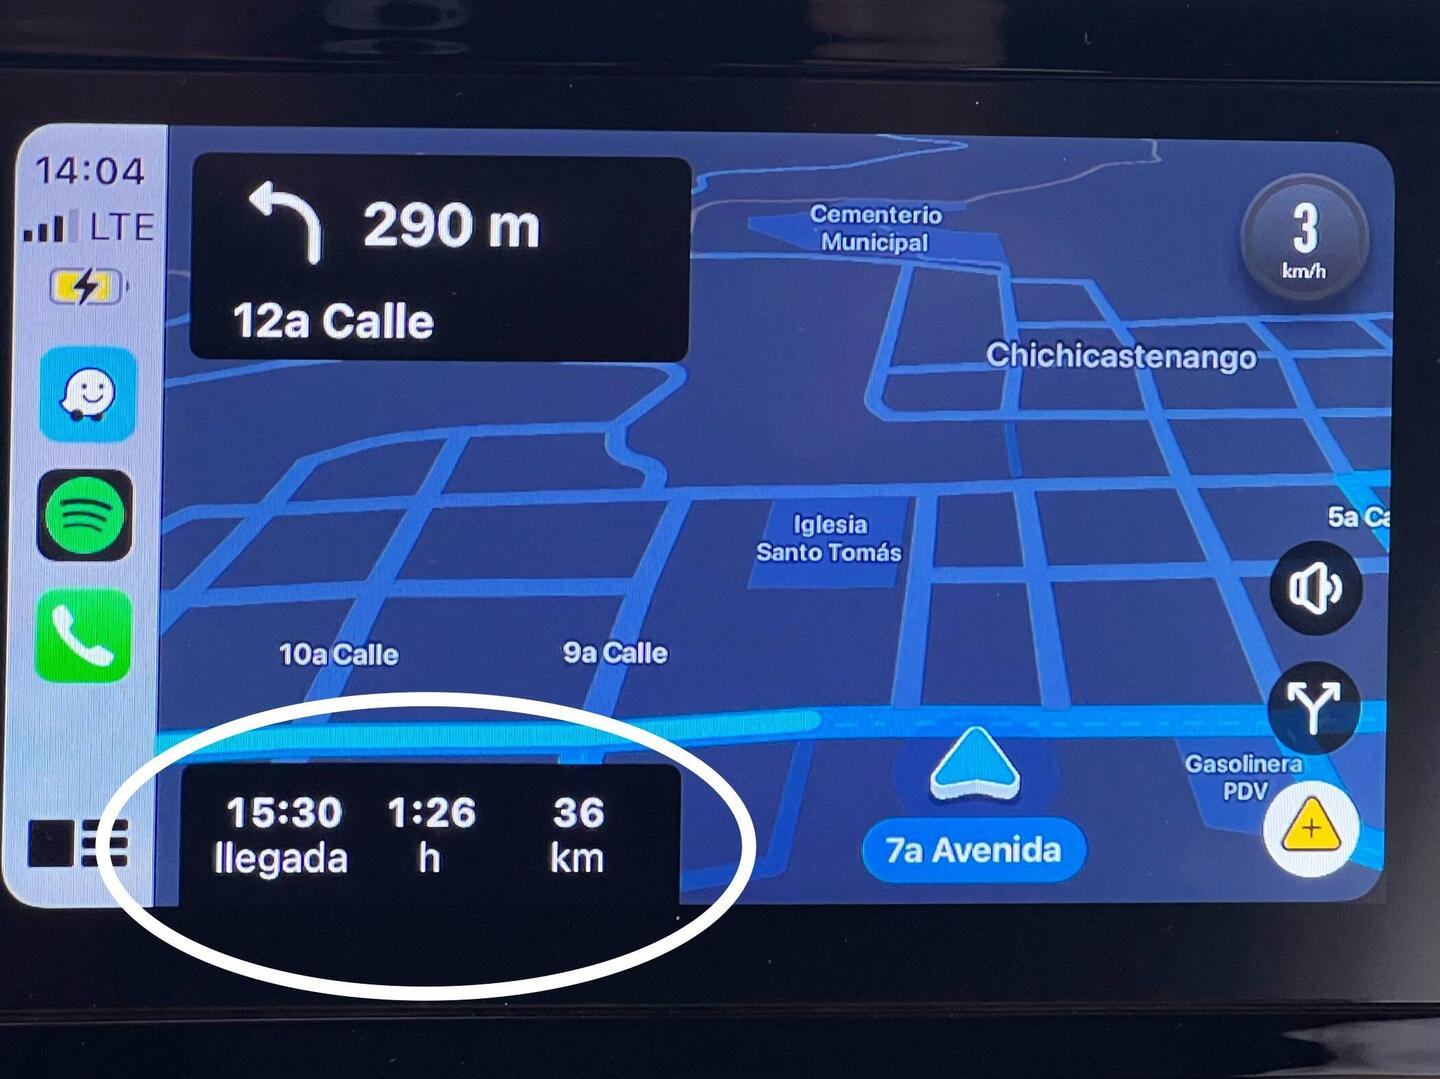 14:04
LTE
290 m
12a Calle
Cementerio
Municipal
3
km/h
Chichicastenango
Iglesia
Santo Tomás
5a Ca
10a Calle
9a Calle
Gasolinera
PDV
15:30 1:26 36
llegada h km
7a Avenida